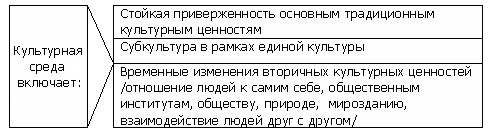 Культурная
среда
включает:
Стойкая приверженность основным традиционным
культурным ценностям
Субкультура в рамках единой культуры
Временные изменения вторичных культурных ценностей
/отношение людей к самим себе, общественным
институтам, обществу, природе, мирозданию,
взаимодействие людей друг с другом/